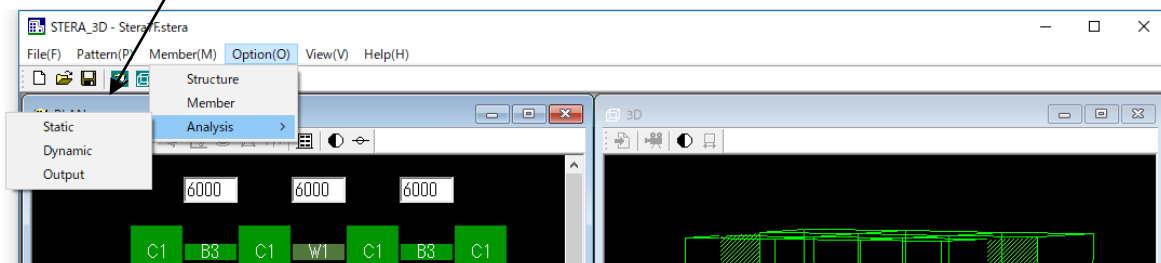 STERA_3D - Stera7F.stera
File(F) Pattern(P) Member(M) Option(O) View(V) Help(H)
Structure
Member
Analysis
Static
Dynamic
Output
3D
6000 6000 6000
C1 B3 C1 W1 C1 B3 C1